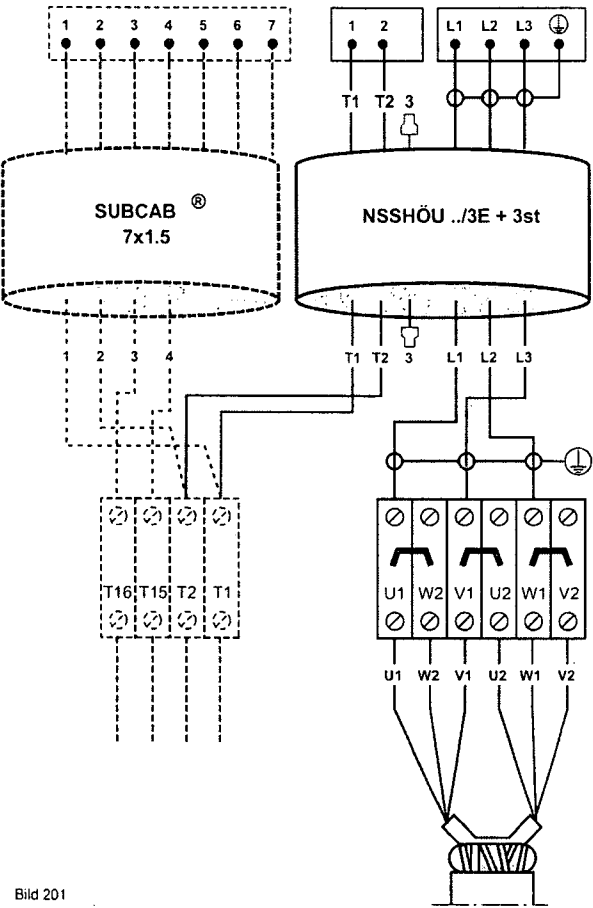 1 2 3 4 5 6 7
1 2
L1 L2 L3
T1 T2 3
SUBCAB ®
7x1.5
NSSHÖU ../3E + 3st
1 2 3 4
T1 T2 3 L1 L2 L3
T16 T15 T2 T1
U1 W2 V1 U2 W1 V2
U1 W2 V1 U2 W1 V2
Bild 201